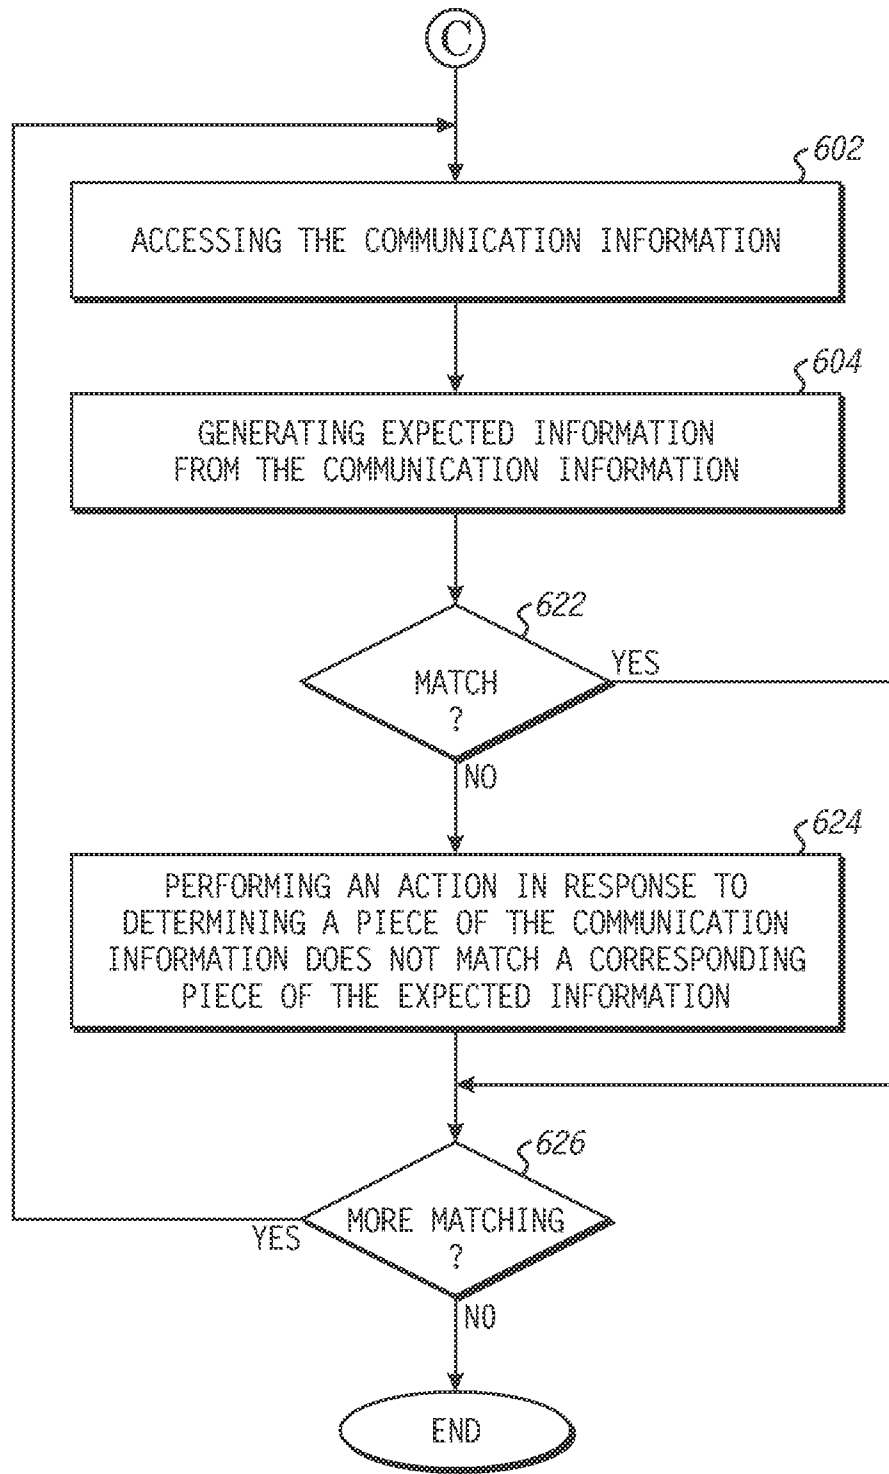 C
602
ACCESSING THE COMMUNICATION INFORMATION
604
GENERATING EXPECTED INFORMATION
FROM THE COMMUNICATION INFORMATION
622
MATCH
?
YES
NO
624
PERFORMING AN ACTION IN RESPONSE TO
DETERMINING A PIECE OF THE COMMUNICATION
INFORMATION DOES NOT MATCH A CORRESPONDING
PIECE OF THE EXPECTED INFORMATION
626
MORE MATCHING
?
YES
NO
END